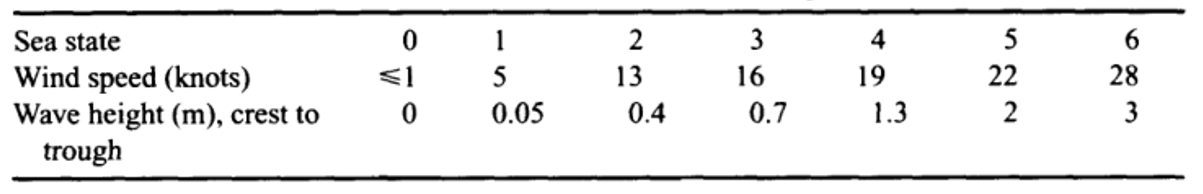 Sea state 0 1 2 3 4 5 6
Wind speed (knots) ⩽1 5 13 16 19 22 28
Wave height (m), crest to 0 0.05 0.4 0.7 1.3 2 3
trough